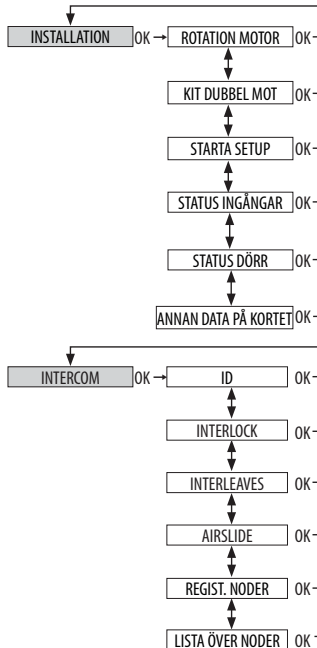 INSTALLATION OK ROTATION MOTOR OK
KIT DUBBEL MOT OK
STARTA SETUP OK
STATUS INGÅNGAR OK
STATUS DÖRR OK
ANNAN DATA PÅ KORTET OK
INTERCOM OK ID OK
INTERLOCK OK
INTERLEAVES OK
AIRSLIDE OK
REGIST. NODER OK
LISTA ÖVER NODER OK